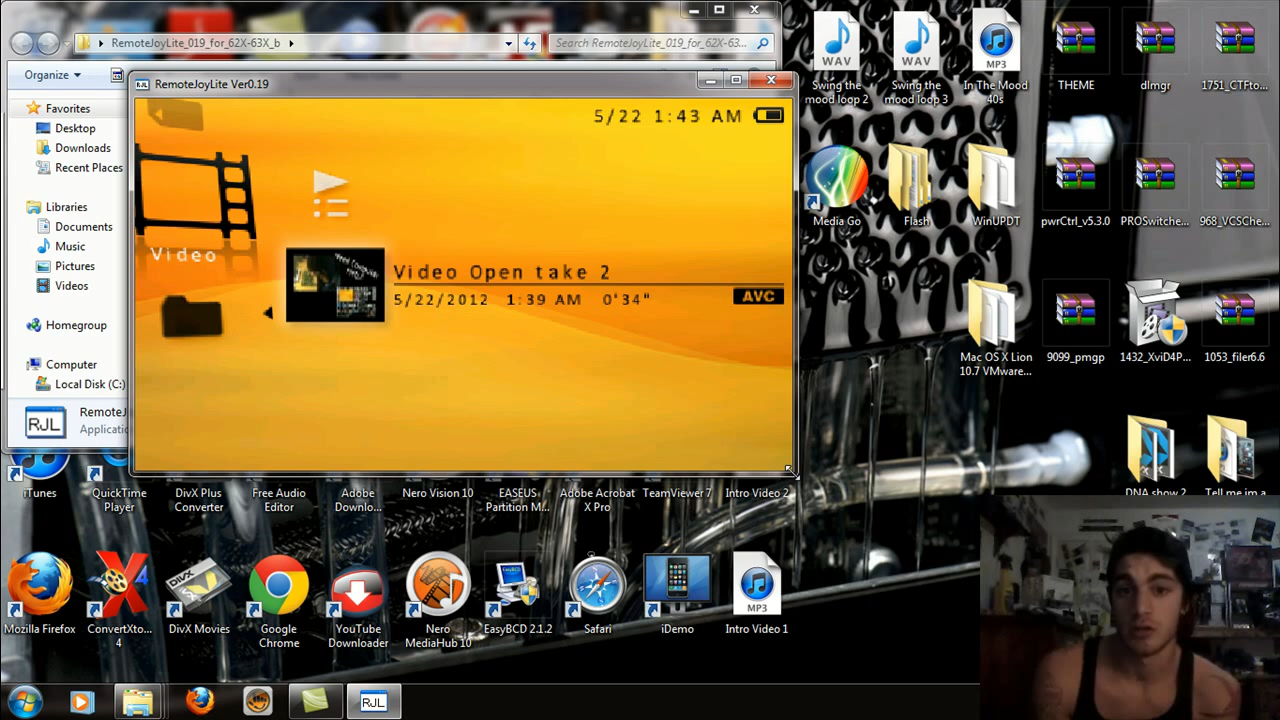 RemoteJoyLite_019_for_62X-63X_b
Search RemoteJoyLite_019_for_62X-63X...
Organize
Favorites
Desktop
Downloads
Recent Places
Libraries
Documents
Music
Pictures
Videos
Homegroup
Computer
Local Disk (C:)
RJL
RemoteJ
Applicati
RJL RemoteJoyLite Ver0.19
5/22 1:43 AM
Video
Video Open take 2
5/22/2012 1:39 AM 0'34"
AVC
WAV
Swing the
mood loop 2
WAV
Swing the
mood loop 3
MP3
In The Mood
40s
THEME
dlmgr
1751_CTFto...
Media Go
Flash
WinUPDT
pwrCtrl_v5.3.0
PROSwitche...
968_VCSChe...
Mac OS X Lion
10.7 VMware...
9099_pmgp
1432_XviD4P...
1053_filer6.6
DNA show 2
Tell me im a
iTunes
QuickTime
Player
DivX Plus
Converter
Free Audio
Editor
Adobe
Downlo...
Nero Vision 10
EASEUS
Partition M...
Adobe Acrobat
X Pro
TeamViewer 7
Intro Video 2
Mozilla Firefox
ConvertXto...
4
DivX Movies
Google
Chrome
YouTube
Downloader
Nero
MediaHub 10
EasyBCD 2.1.2
Safari
iDemo
MP3
Intro Video 1
RJL